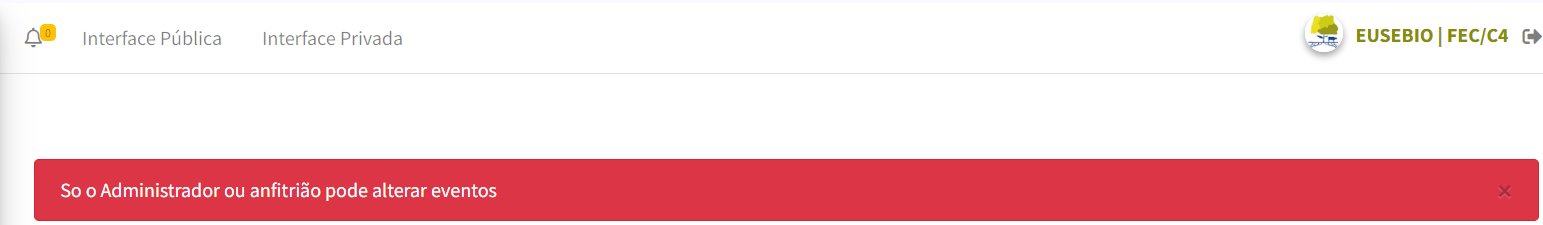 0
Interface Pública
Interface Privada
EUSEBIO | FEC/C4
So o Administrador ou anfitrião pode alterar eventos
×